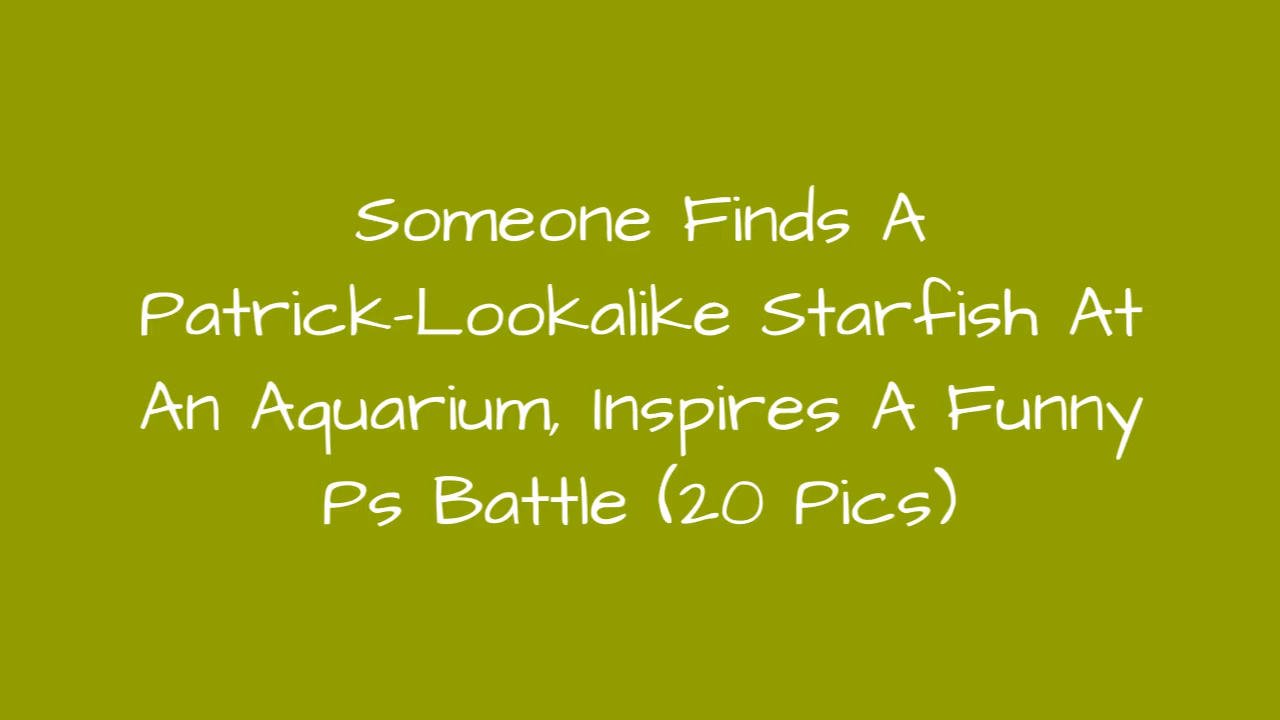 Someone Finds A
Patrick-Lookalike Starfish At
An Aquarium, Inspires A Funny
Ps Battle (20 Pics)